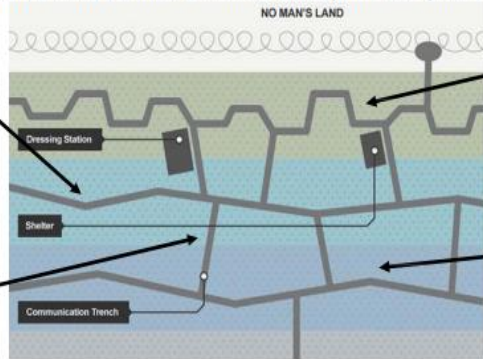 NO MAN'S LAND
Dressing Station
Shelter
Communication Trench